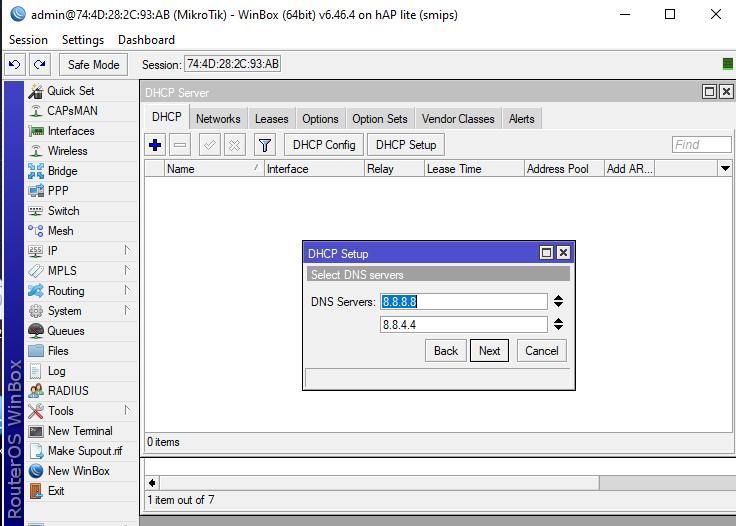 admin@74:4D:28:2C:93:AB (MikroTik) - WinBox (64bit) v6.46.4 on hAP lite (smips)
Session Settings Dashboard
Safe Mode Session: 74:4D:28:2C:93:AB
Quick Set
CAPsMAN
Interfaces
Wireless
Bridge
PPP
Switch
Mesh
IP
MPLS
Routing
System
Queues
Files
Log
RADIUS
Tools
New Terminal
Make Supout.rif
New WinBox
Exit
RouterOS WinBox
DHCP Server
DHCP Networks Leases Options Option Sets Vendor Classes Alerts
DHCP Config DHCP Setup Find
Name Interface Relay Lease Time Address Pool Add AR...
DHCP Setup
Select DNS servers
DNS Servers: 8.8.8.8
8.8.4.4
Back Next Cancel
0 items
1 item out of 7